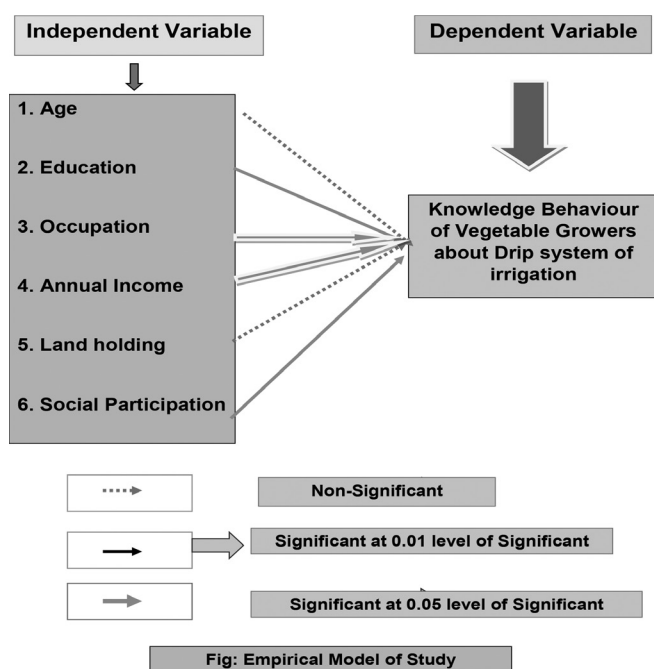 Independent Variable
Dependent Variable
1. Age
2. Education
3. Occupation
4. Annual Income
5. Land holding
6. Social Participation
Knowledge Behaviour
of Vegetable Growers
about Drip system of
irrigation
Non-Significant
Significant at 0.01 level of Significant
Significant at 0.05 level of Significant
Fig: Empirical Model of Study